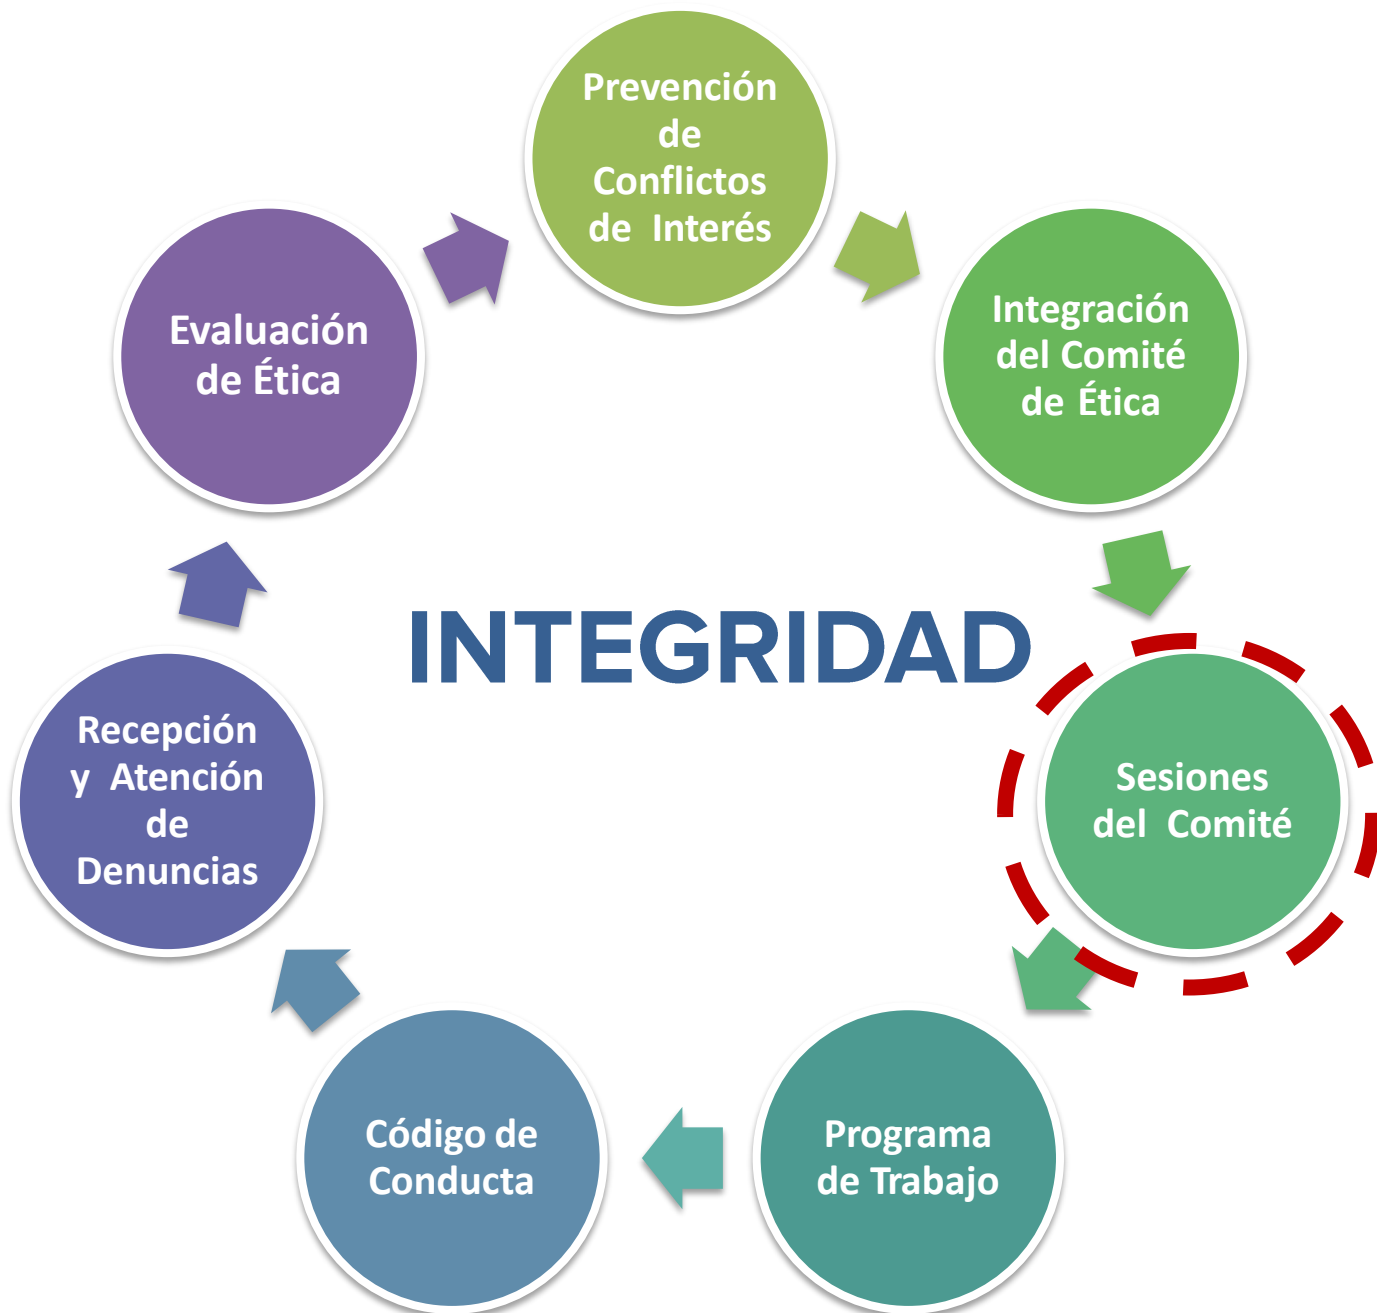 Prevención
de
Conflictos
de Interés
Integración
del Comité
de Ética
Sesiones
del Comité
Programa
de Trabajo
Código de
Conducta
Recepción
y Atención
de
Denuncias
Evaluación
de Ética
INTEGRIDAD